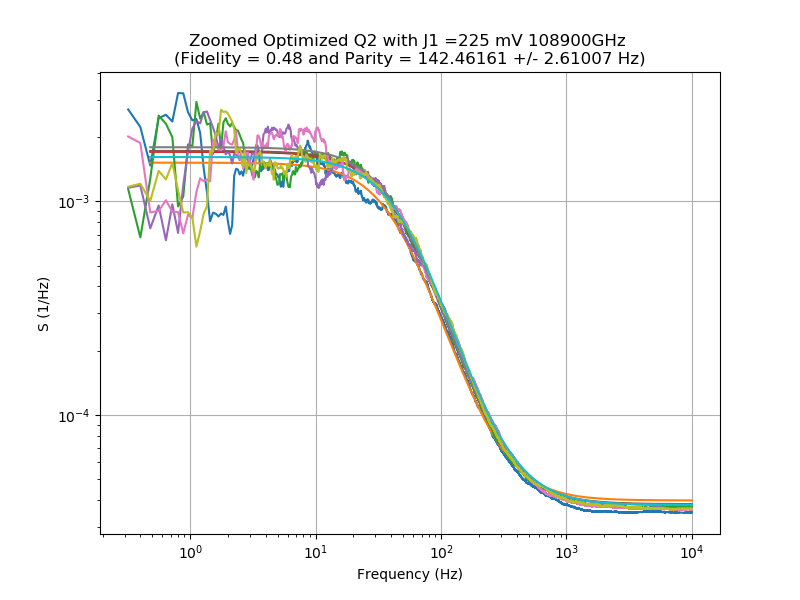 Zoomed Optimized Q2 with J1 =225 mV 108900GHz
(Fidelity = 0.48 and Parity = 142.46161 +/- 2.61007 Hz)
S (1/Hz)
10⁻³
10⁻⁴
10⁰ 10¹ 10² 10³ 10⁴
Frequency (Hz)